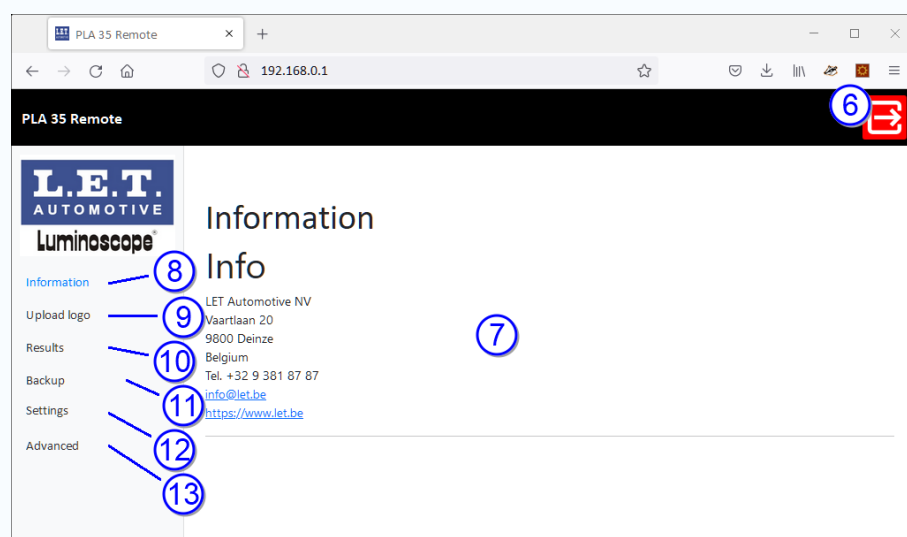 PLA 35 Remote
192.168.0.1
PLA 35 Remote
6
L.E.T.
AUTOMOTIVE
Luminoscope®
Information
Upload logo
Results
Backup
Settings
Advanced
8
9
10
11
12
13
Information
Info
LET Automotive NV
Vaartlaan 20
9800 Deinze
Belgium
Tel. +32 9 381 87 87
info@let.be
https://www.let.be
7